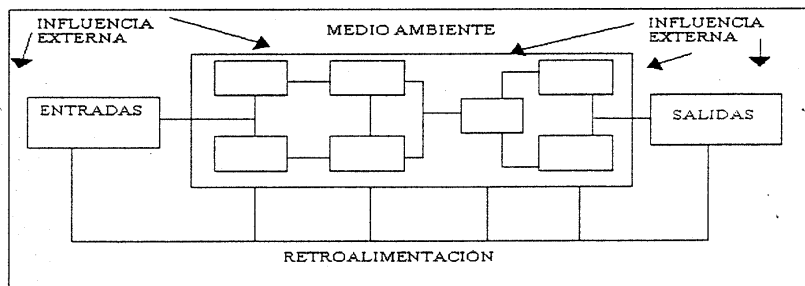 INFLUENCIA
EXTERNA
MEDIO AMBIENTE
INFLUENCIA
EXTERNA
ENTRADAS
SALIDAS
RETROALIMENTACION